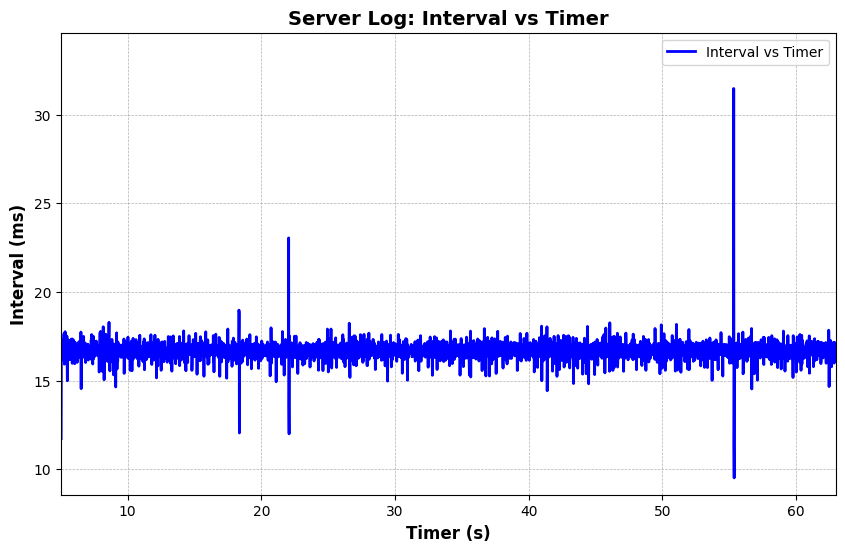 Server Log: Interval vs Timer
Interval vs Timer
Interval (ms)
30
25
20
15
10
10 20 30 40 50 60
Timer (s)